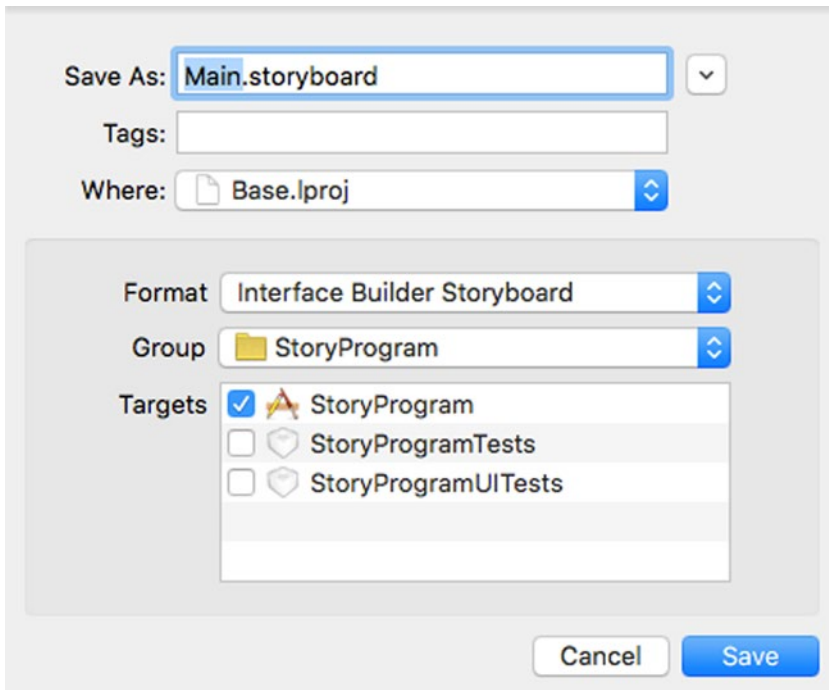 Save As: Main.storyboard
Tags:
Where: Base.lproj
Format Interface Builder Storyboard
Group StoryProgram
Targets StoryProgram
StoryProgramTests
StoryProgramUITests
Cancel Save